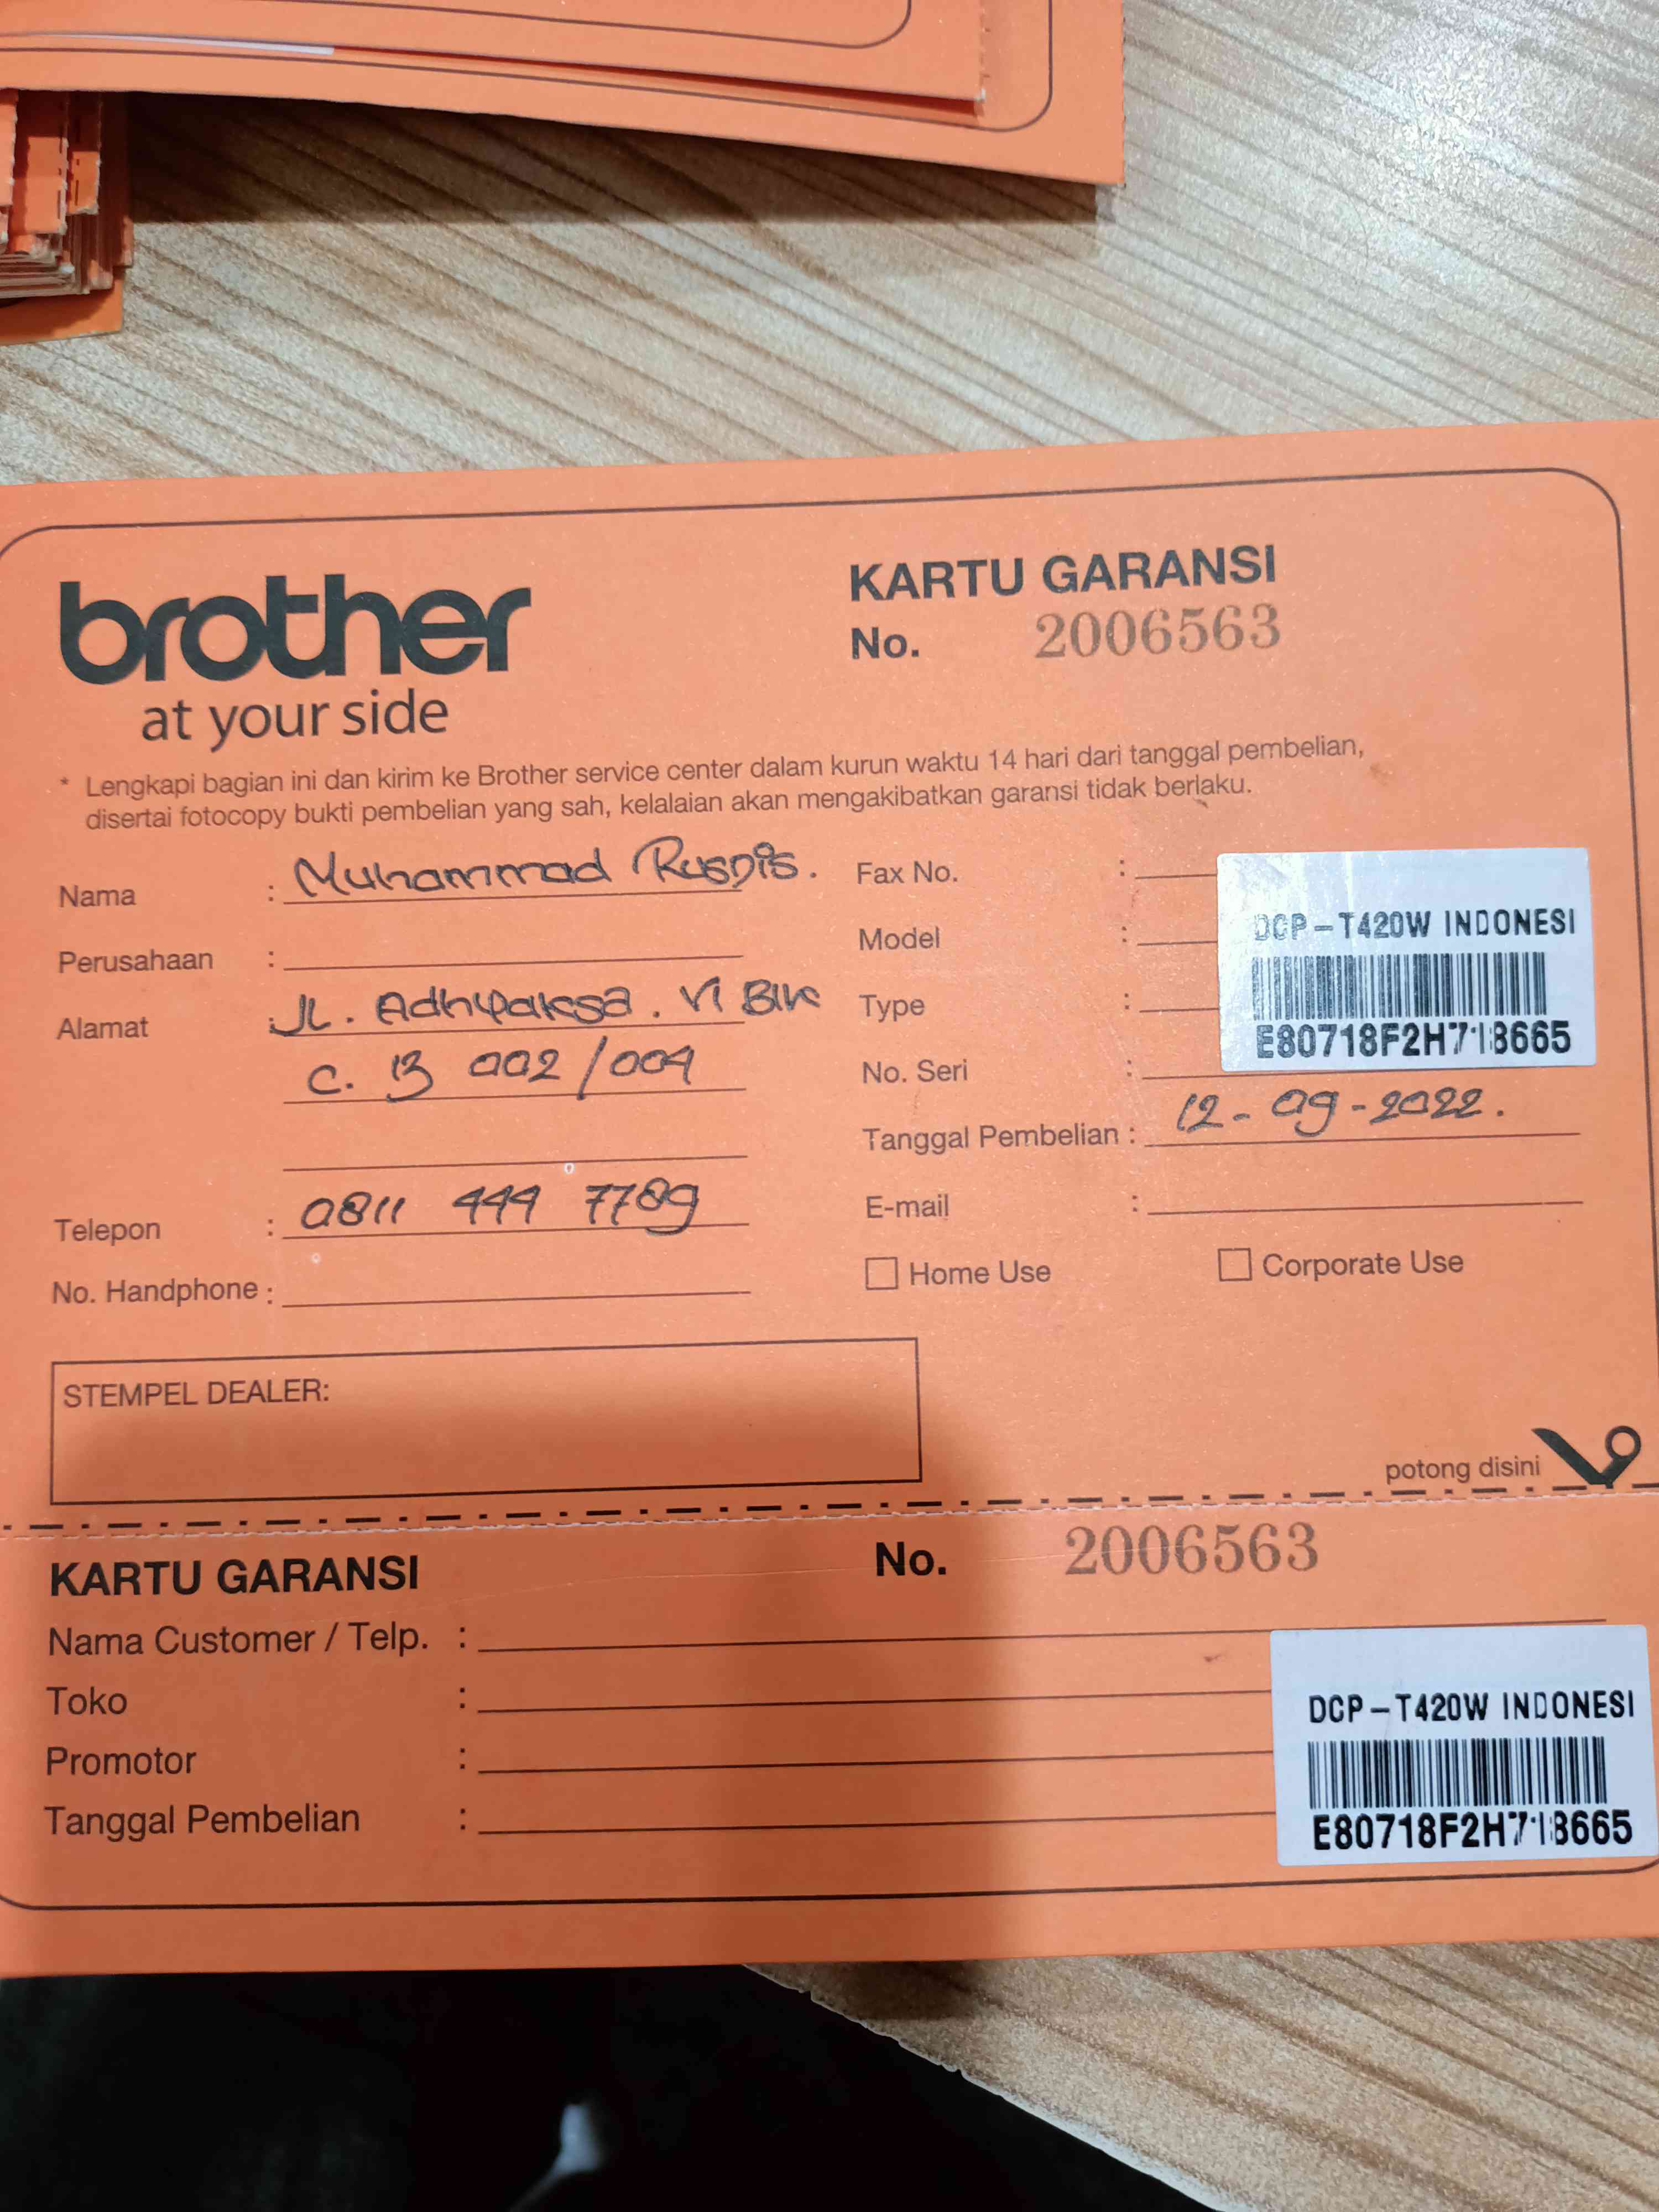 brother
at your side
KARTU GARANSI
No. 2006563
* Lengkapi bagian ini dan kirim ke Brother service center dalam kurun waktu 14 hari dari tanggal pembelian,
disertai fotocopy bukti pembelian yang sah, kelalaian akan mengakibatkan garansi tidak berlaku.
Nama : Muhammad
Perusahaan :
Alamat : JL. Adhyaksa. VI Blk
C. 13 002/004
Telepon : 0811 444 7789
No. Handphone :
Fax No. :
Model :
Type :
No. Seri :
DCP-T420W INDONESI
E80718F2H718665
Tanggal Pembelian : 12-09-2022.
E-mail :
Home Use
Corporate Use
STEMPEL DEALER:
potong disini
KARTU GARANSI
No. 2006563
Nama Customer / Telp. :
Toko :
Promotor :
Tanggal Pembelian :
DCP-T420W INDONESI
E80718F2H718665